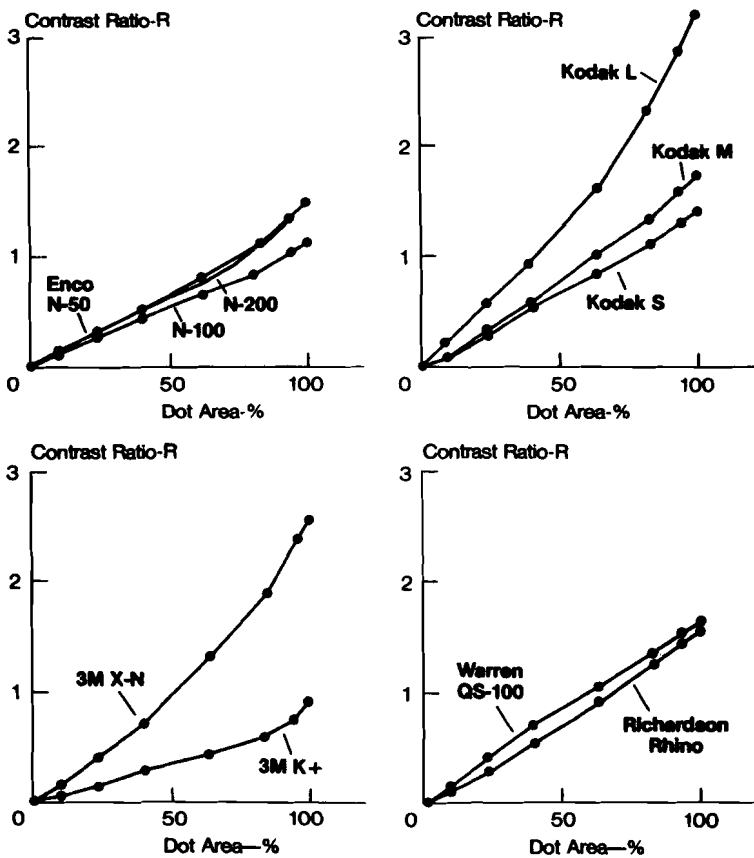 Contrast Ratio-R
3
2
1
0
50
100
Dot Area-%
Enco
N-50
N-100
N-200
Contrast Ratio-R
3
2
1
0
50
100
Dot Area-%
Kodak L
Kodak M
Kodak S
Contrast Ratio-R
3
2
1
0
50
100
Dot Area—%
3M X-N
3M K+
Contrast Ratio-R
3
2
1
0
50
100
Dot Area—%
Warren
QS-100
Richardson
Rhino